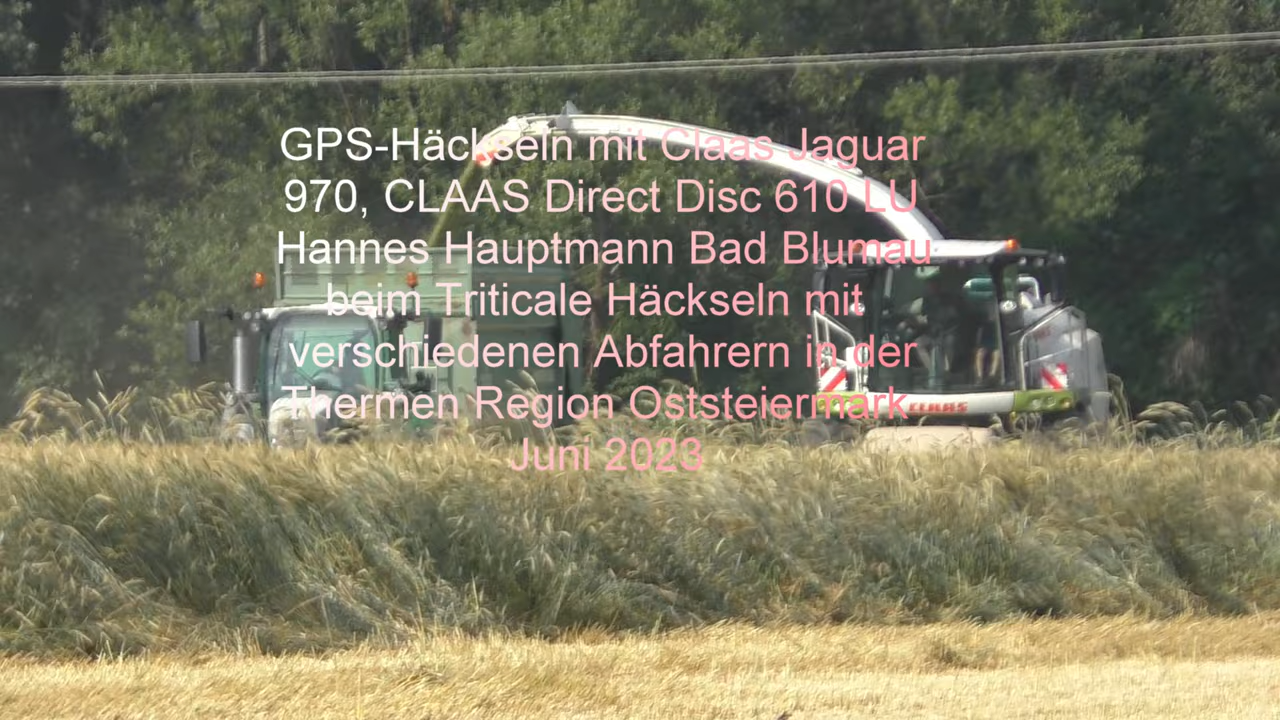 GPS-Häckseln mit Claas Jaguar
970, CLAAS Direct Disc 610 LU
Hannes Hauptmann Bad Blumau
beim Triticale Häckseln mit
verschiedenen Abfahrern in der
Thermen Region Oststeiermark
Juni 2023
CLAAS